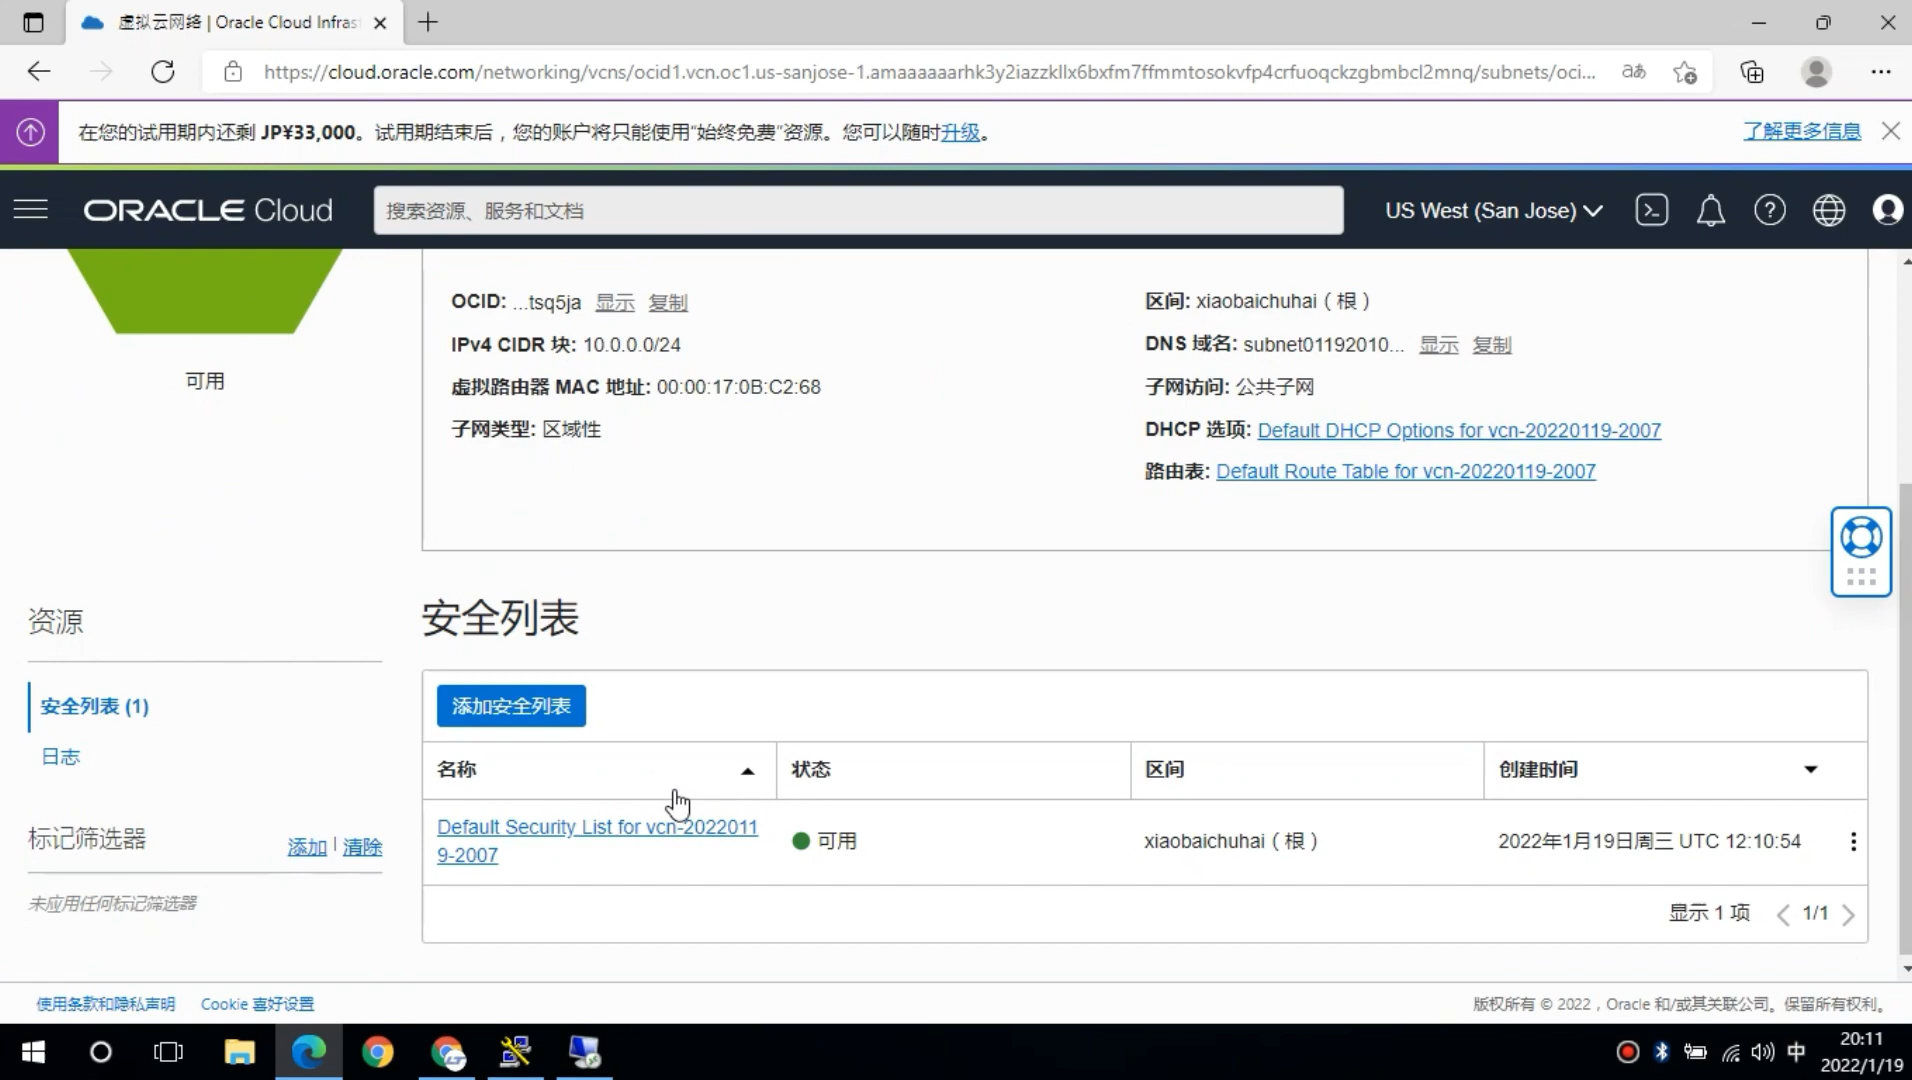 虚拟云网络 | Oracle Cloud Infras
https://cloud.oracle.com/networking/vcns/ocid1.vcn.oc1.us-sanjose-1.amaaaaaarhk3y2iazzkllx6bxfm7ffmmtosokvfp4crfuoqckzgbmbcl2mnq/subnets/oci...
在您的试用期内还剩 JP¥33,000。试用期结束后，您的账户将只能使用“始终免费”资源。您可以随时升级。
了解更多信息
ORACLE Cloud
搜索资源、服务和文档
US West (San Jose)
可用
OCID: ...tsq5ja 显示 复制
IPv4 CIDR 块: 10.0.0.0/24
虚拟路由器 MAC 地址: 00:00:17:0B:C2:68
子网类型: 区域性
区间: xiaobaichuhai（根）
DNS 域名: subnet01192010... 显示 复制
子网访问: 公共子网
DHCP 选项: Default DHCP Options for vcn-20220119-2007
路由表: Default Route Table for vcn-20220119-2007
资源
安全列表 (1)
日志
标记筛选器
添加 | 清除
未应用任何标记筛选器
安全列表
添加安全列表
名称
状态
区间
创建时间
Default Security List for vcn-2022011
9-2007
可用
xiaobaichuhai（根）
2022年1月19日周三 UTC 12:10:54
显示 1 项
1/1
使用条款和隐私声明
Cookie 喜好设置
版权所有 © 2022，Oracle 和/或其关联公司。保留所有权利。
中
20:11
2022/1/19